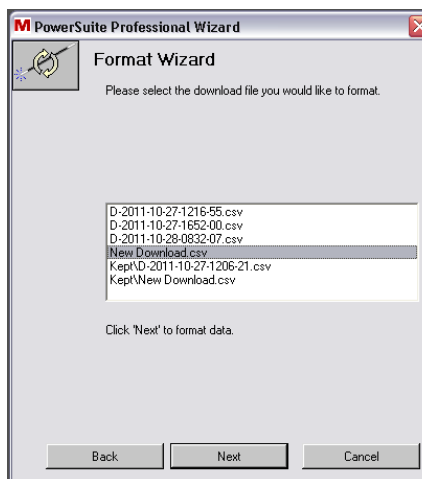 M PowerSuite Professional Wizard
Format Wizard
Please select the download file you would like to format.
D-2011-10-27-1216-55.csv
D-2011-10-27-1652-00.csv
D-2011-10-28-0832-07.csv
New Download.csv
Kept\D-2011-10-27-1206-21.csv
Kept\New Download.csv
Click 'Next' to format data.
Back Next Cancel